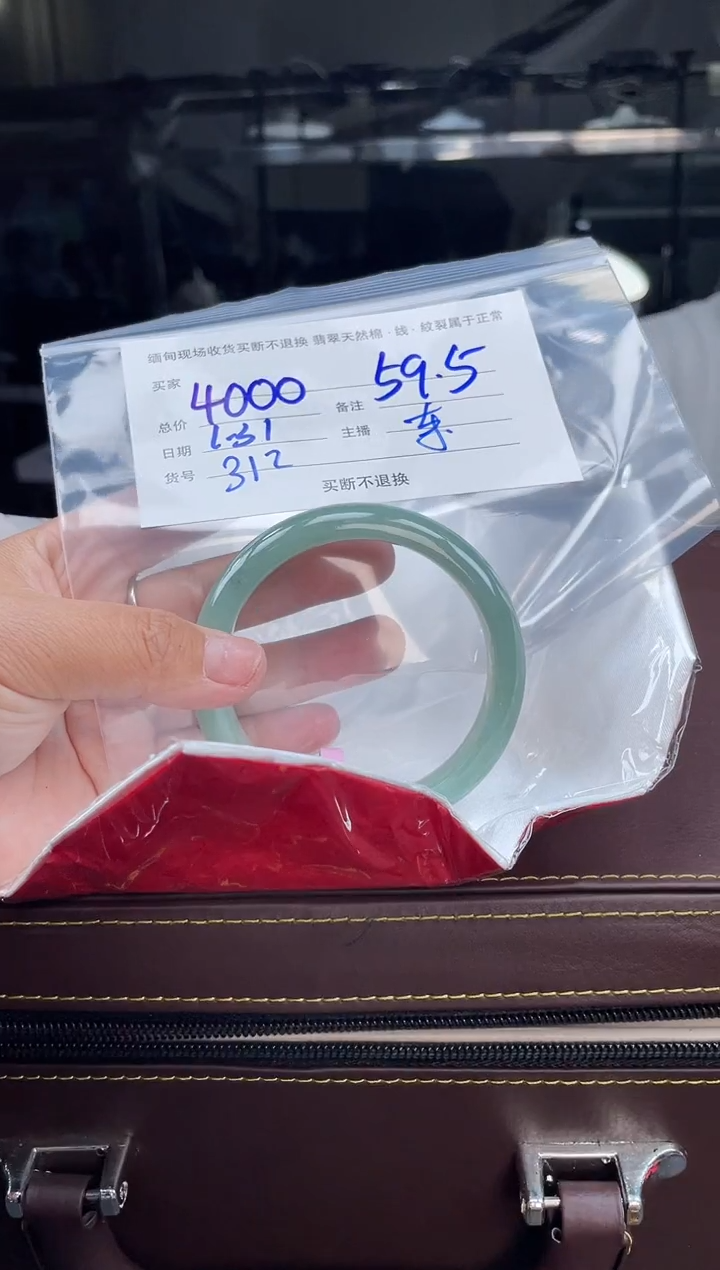 缅甸现场收货买断不退换 翡翠天然棉·线·紋裂属于正常
买家 4000
总价 备注 59.5
日期 1.31 主播
货号 312
买断不退换